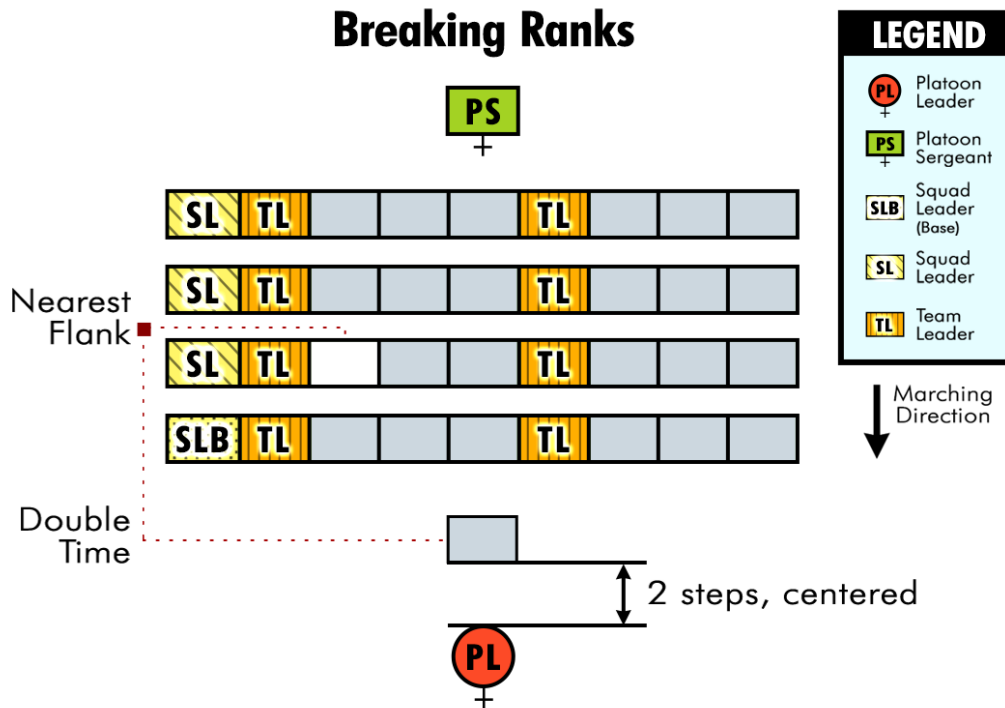 Breaking Ranks
PS
SL TL TL
SL TL TL
Nearest
Flank
SL TL TL
SLB TL TL
Double
Time
2 steps, centered
PL
LEGEND
PL Platoon
Leader
PS Platoon
Sergeant
SLB Squad
Leader
(Base)
SL Squad
Leader
TL Team
Leader
Marching
Direction